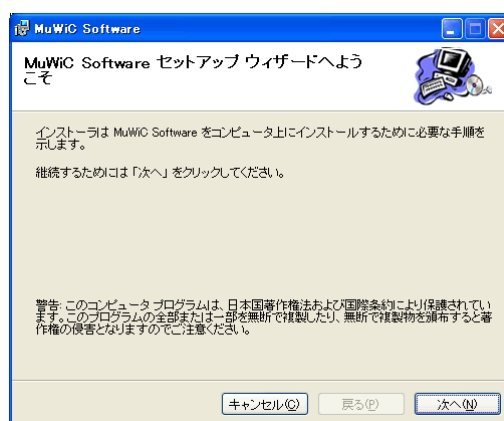 MuWiC Software
MuWiC Software セットアップ ウィザードへよう
こそ
インストーラは MuWiC Software をコンピュータ上にインストールするために必要な手順を
示します。
継続するためには「次へ」をクリックしてください。
警告: このコンピュータ プログラムは、日本国著作権法および国際条約により保護されてい
ます。このプログラムの全部または一部を無断で複製したり、無断で複製物を頒布すると著
作権の侵害となりますのでご注意ください。
キャンセル(C) 戻る(P) 次へ(N)